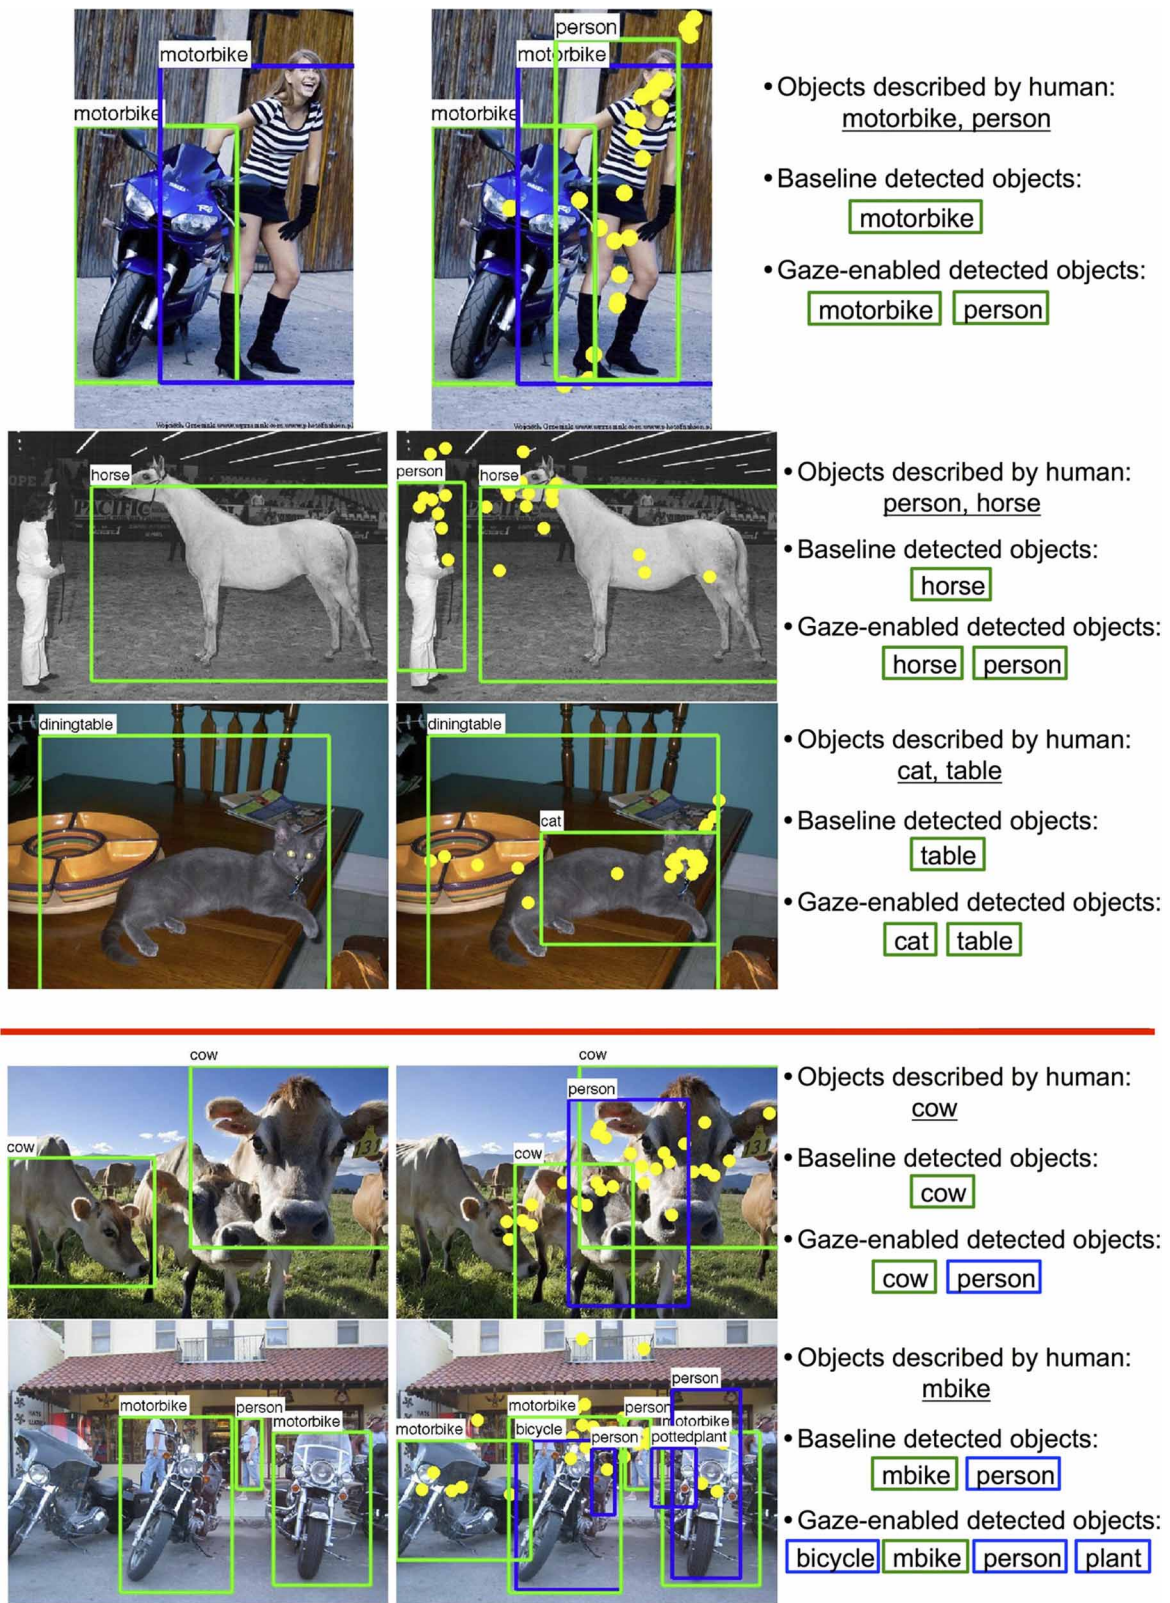 person
motorbike
motorbike
motorbike
motorbike
• Objects described by human:
motorbike, person
• Baseline detected objects:
motorbike
• Gaze-enabled detected objects:
motorbike person
horse
person
horse
• Objects described by human:
person, horse
• Baseline detected objects:
horse
• Gaze-enabled detected objects:
horse person
diningtable
diningtable
cat
• Objects described by human:
cat, table
• Baseline detected objects:
table
• Gaze-enabled detected objects:
cat table
cow
cow
cow
person
cow
131
• Objects described by human:
cow
• Baseline detected objects:
cow
• Gaze-enabled detected objects:
cow person
motorbike
person
motorbike
person
motorbike
person
motorbike
motorbike
bicycle
person
pottedplant
• Objects described by human:
mbike
• Baseline detected objects:
mbike person
• Gaze-enabled detected objects:
bicycle mbike person plant